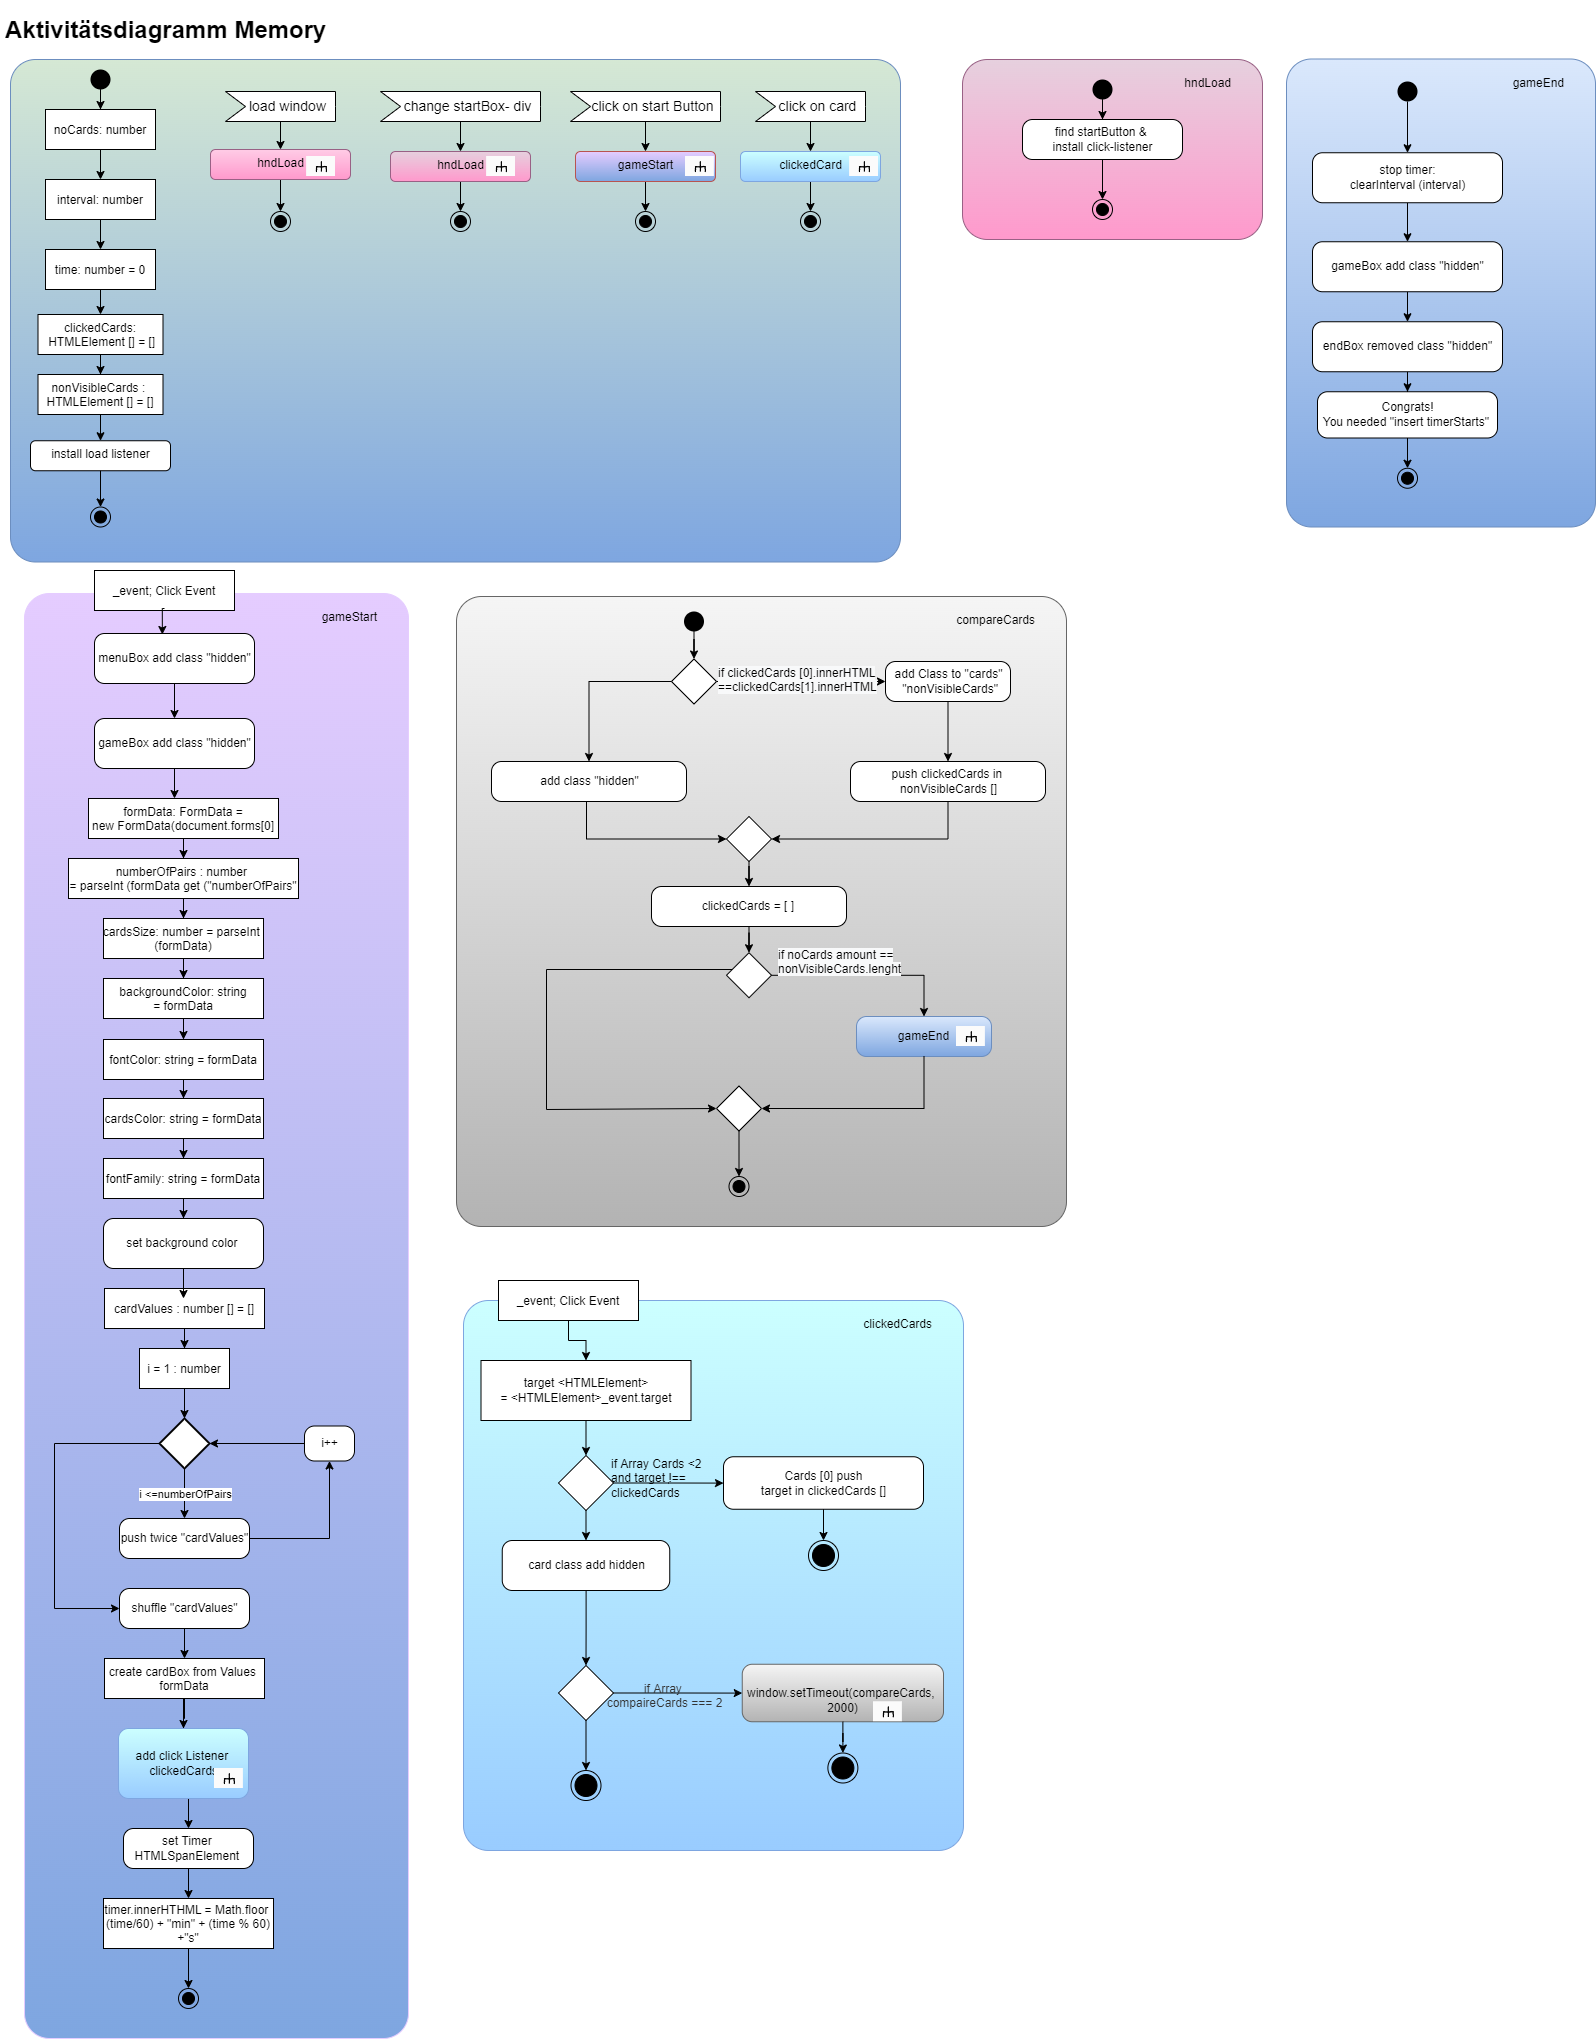 Aktivitätsdiagramm Memory
noCards: number
interval: number
time: number = 0
clickedCards:
HTMLElement [] = []
nonVisibleCards :
HTMLElement [] = []
install load listener
load window
hndLoad
change startBox- div
hndLoad
click on start Button
gameStart
click on card
clickedCard
hndLoad
find startButton &
install click-listener
gameEnd
stop timer:
clearInterval (interval)
gameBox add class "hidden"
endBox removed class "hidden"
Congrats!
You needed "insert timerStarts"
_event; Click Event
gameStart
menuBox add class "hidden"
gameBox add class "hidden"
formData: FormData =
new FormData(document.forms[0]
numberOfPairs : number
= parseInt (formData get ("numberOfPairs"
cardsSize: number = parseInt
(formData)
backgroundColor: string
= formData
fontColor: string = formData
cardsColor: string = formData
fontFamily: string = formData
set background color
cardValues : number [] = []
i = 1 : number
i++
i <=numberOfPairs
push twice "cardValues"
shuffle "cardValues"
create cardBox from Values
formData
add click Listener
clickedCards
set Timer
HTMLSpanElement
timer.innerHTHML = Math.floor
(time/60) + "min" + (time % 60)
+"s"
compareCards
if clickedCards [0].innerHTML
==clickedCards[1].innerHTML
add Class to "cards"
"nonVisibleCards"
add class "hidden"
push clickedCards in
nonVisibleCards []
clickedCards = [ ]
if noCards amount ==
nonVisibleCards.lenght
gameEnd
_event; Click Event
clickedCards
target <HTMLElement>
= <HTMLElement>_event.target
if Array Cards <2
and target !==
clickedCards
Cards [0] push
target in clickedCards []
card class add hidden
if Array
compaireCards === 2
window.setTimeout(compareCards,
2000)